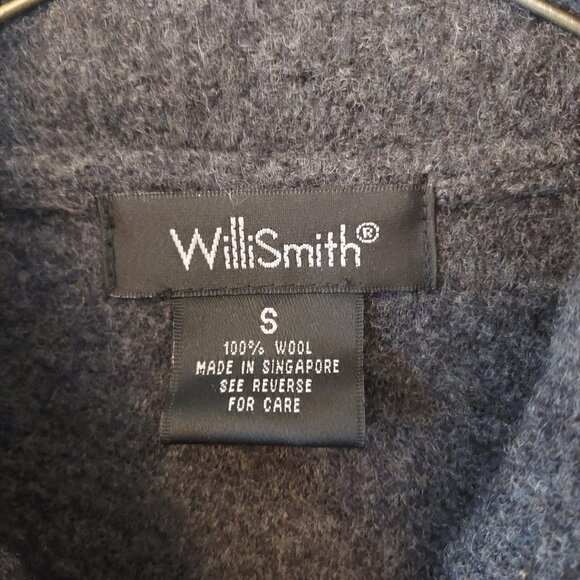 WilliSmith®
S
100% WOOL
MADE IN SINGAPORE
SEE REVERSE
FOR CARE